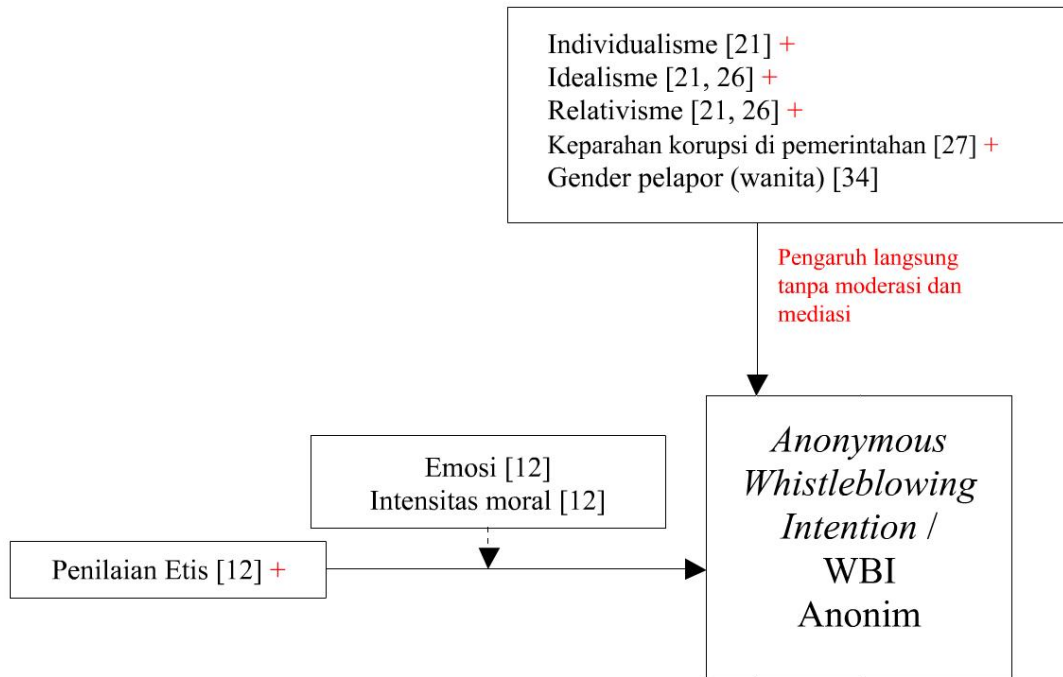 Individualisme [21] +
Idealisme [21, 26] +
Relativisme [21, 26] +
Keparahan korupsi di pemerintahan [27] +
Gender pelapor (wanita) [34]
Pengaruh langsung
tanpa moderasi dan
mediasi
Emosi [12]
Intensitas moral [12]
Penilaian Etis [12] +
Anonymous
Whistleblowing
Intention /
WBI
Anonim